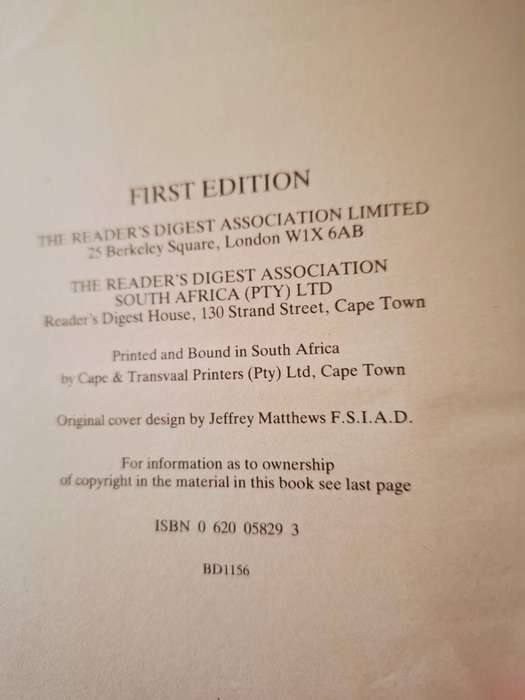 FIRST EDITION
THE READER'S DIGEST ASSOCIATION LIMITED
25 Berkeley Square, London W1X 6AB
THE READER'S DIGEST ASSOCIATION
SOUTH AFRICA (PTY) LTD
Reader's Digest House, 130 Strand Street, Cape Town
Printed and Bound in South Africa
by Cape & Transvaal Printers (Pty) Ltd, Cape Town
Original cover design by Jeffrey Matthews F.S.I.A.D.
For information as to ownership
of copyright in the material in this book see last page
ISBN 0 620 05829 3
BD1156